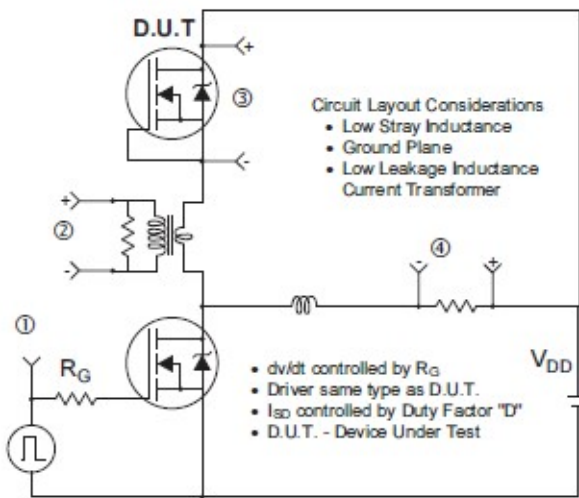 D.U.T
+
③
-
Circuit Layout Considerations
• Low Stray Inductance
• Ground Plane
• Low Leakage Inductance
Current Transformer
+
②
-
④
- +
①
RG
VDD
• dv/dt controlled by RG
• Driver same type as D.U.T.
• ISD controlled by Duty Factor "D"
• D.U.T. - Device Under Test